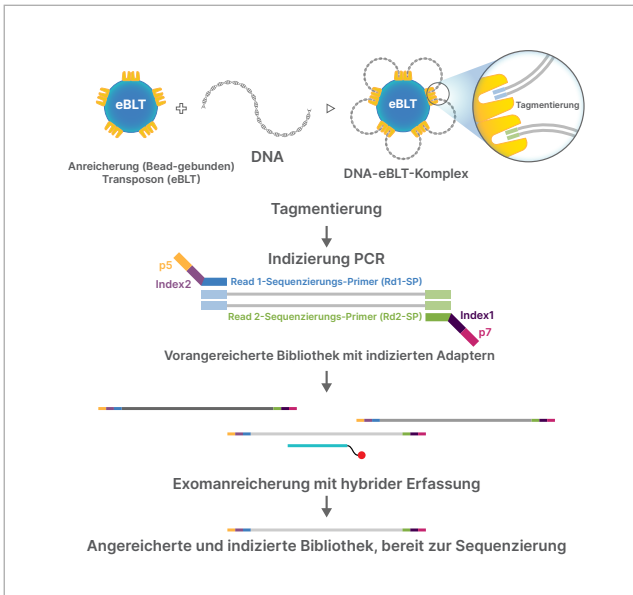 eBLT
eBLT
Tagmentierung
Anreicherung (Bead-gebunden)
Transposon (eBLT)
DNA
DNA-eBLT-Komplex
Tagmentierung
Indizierung PCR
p5
Index2
Read 1-Sequenzierungs-Primer (Rd1-SP)
Read 2-Sequenzierungs-Primer (Rd2-SP)
Index1
p7
Vorangereicherte Bibliothek mit indizierten Adaptern
Exomanreicherung mit hybrider Erfassung
Angereicherte und indizierte Bibliothek, bereit zur Sequenzierung